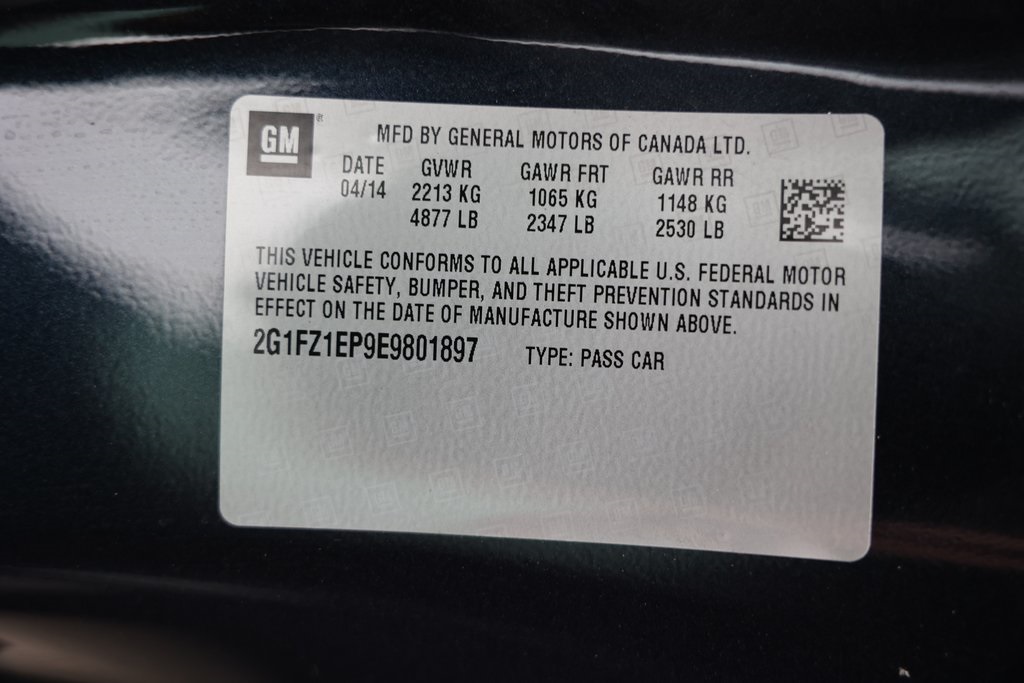 GM
MFD BY GENERAL MOTORS OF CANADA LTD.
DATE GVWR GAWR FRT GAWR RR
04/14 2213 KG 1065 KG 1148 KG
4877 LB 2347 LB 2530 LB
THIS VEHICLE CONFORMS TO ALL APPLICABLE U.S. FEDERAL MOTOR
VEHICLE SAFETY, BUMPER, AND THEFT PREVENTION STANDARDS IN
EFFECT ON THE DATE OF MANUFACTURE SHOWN ABOVE.
2G1FZ1EP9E9801897 TYPE: PASS CAR